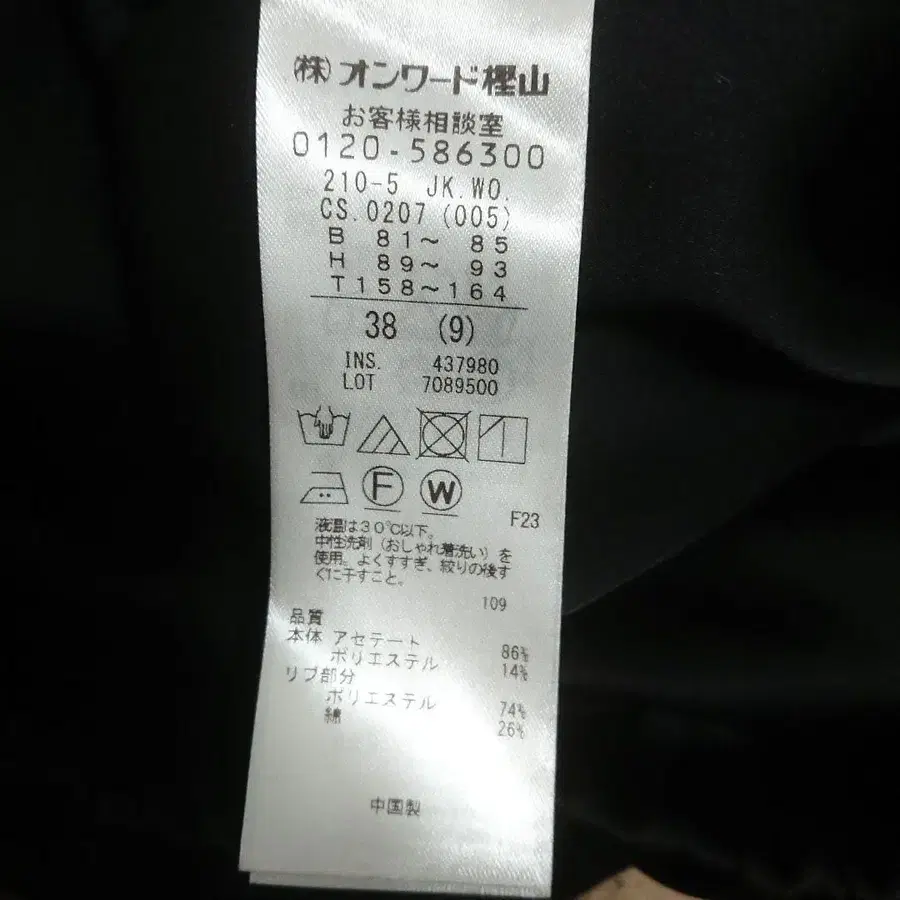 (株)オンワード樫山
お客様相談室
0120-586300
210-5 JK.WO.
CS.0207(005)
B 81～ 85
H 89～ 93
T158～164
38 (9)
INS. 437980
LOT 7089500
F
W
F23
液温は30℃以下。
中性洗剤（おしゃれ着洗い）を
使用。よくすすぎ、絞りの後す
ぐに干すこと。
109
品質
本体 アセテート 86%
ポリエステル 14%
リブ部分
ポリエステル 74%
綿 26%
中国製